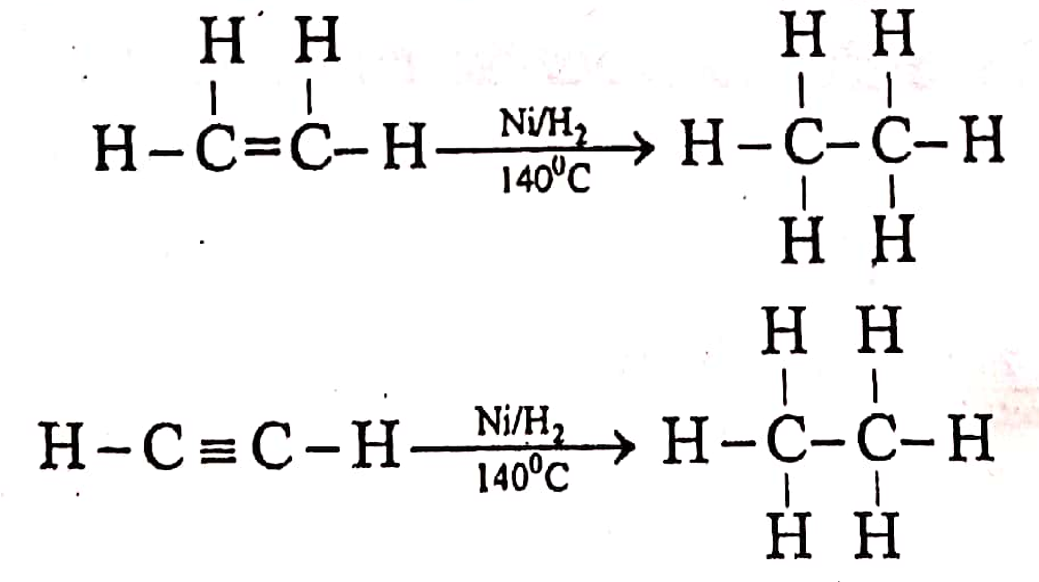 H H H H
H–C=C–H Ni/H₂ 140⁰C → H–C–C–H
H H
H H
H–C≡C–H Ni/H₂ 140⁰C → H–C–C–H
H H